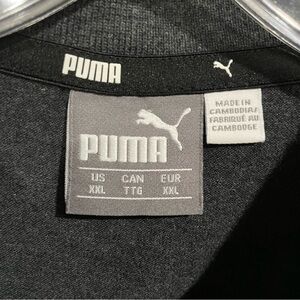 PUMA
PUMA
US CAN EUR
XXL TTG XXL
MADE IN
CAMBODIA/
FABRIQUÉ AU
CAMBODGE